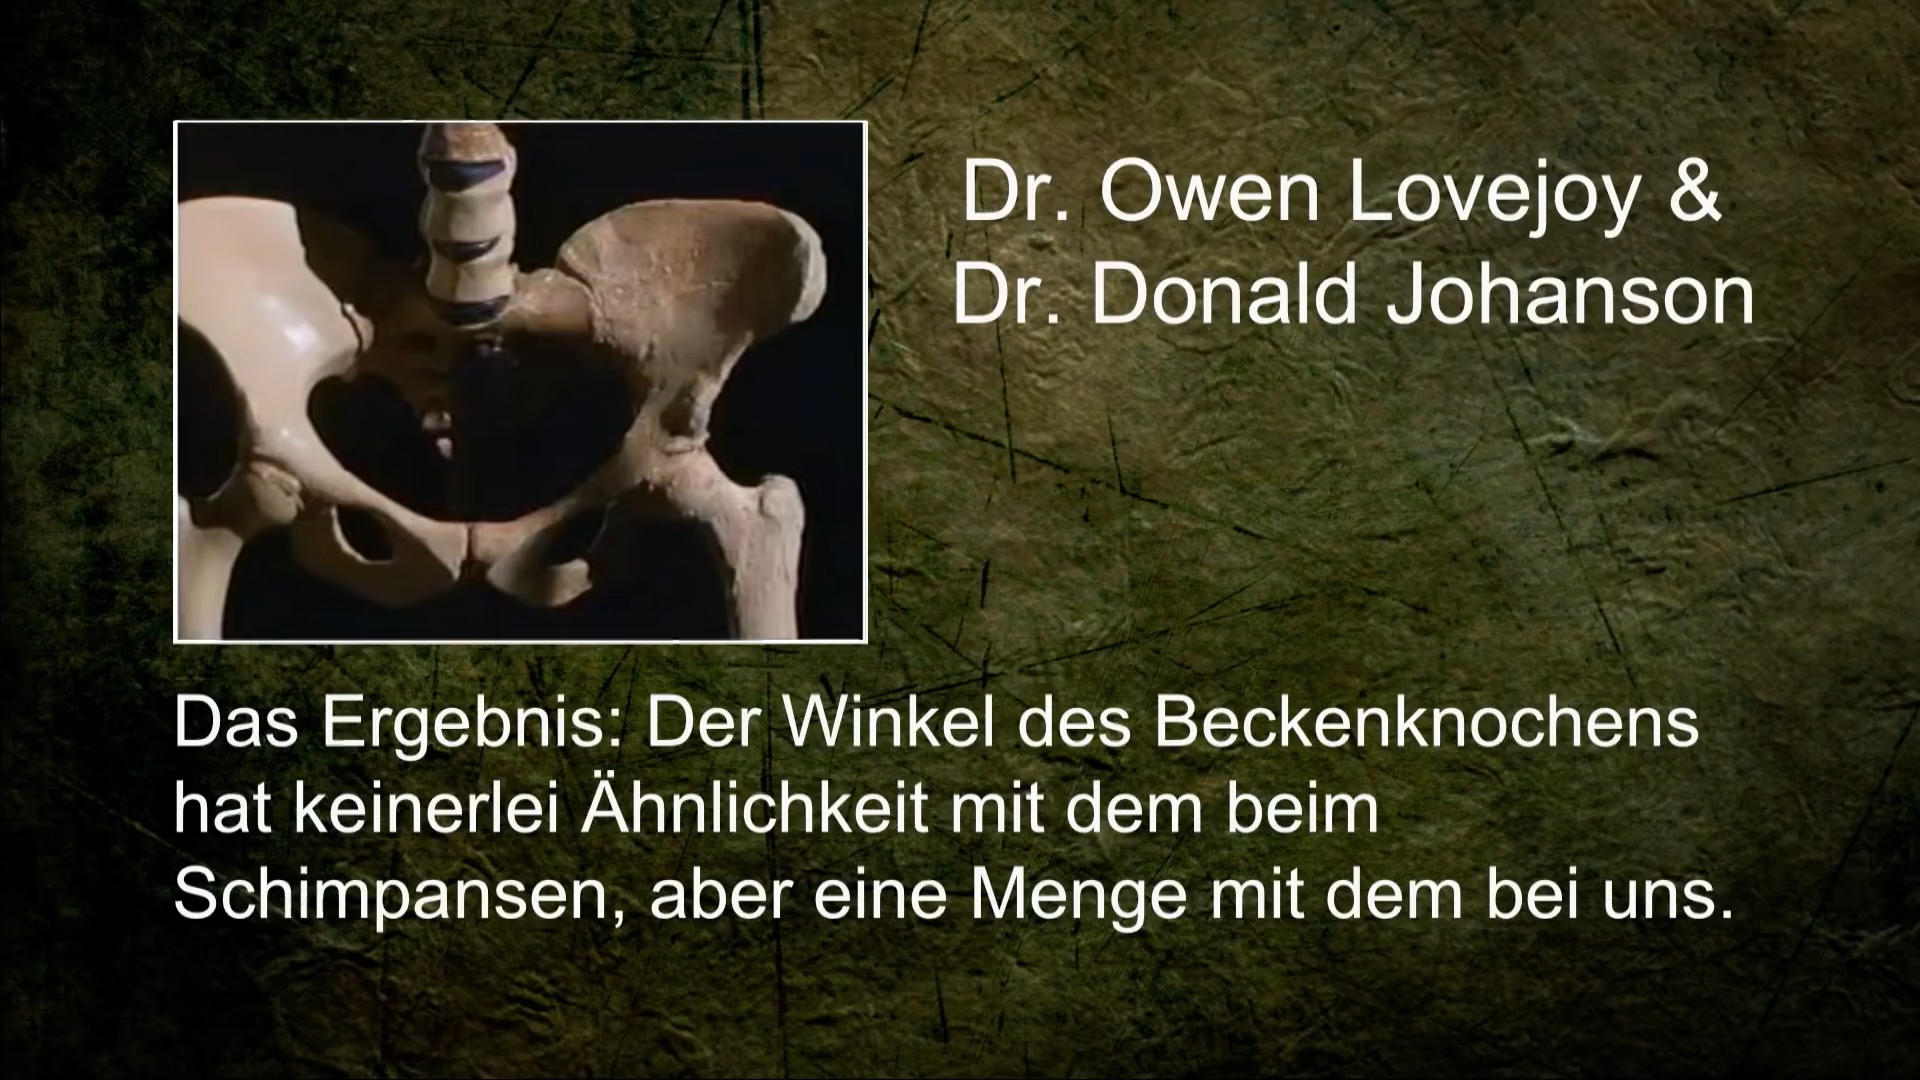 Dr. Owen Lovejoy &
Dr. Donald Johanson
Das Ergebnis: Der Winkel des Beckenknochens
hat keinerlei Ähnlichkeit mit dem beim
Schimpansen, aber eine Menge mit dem bei uns.